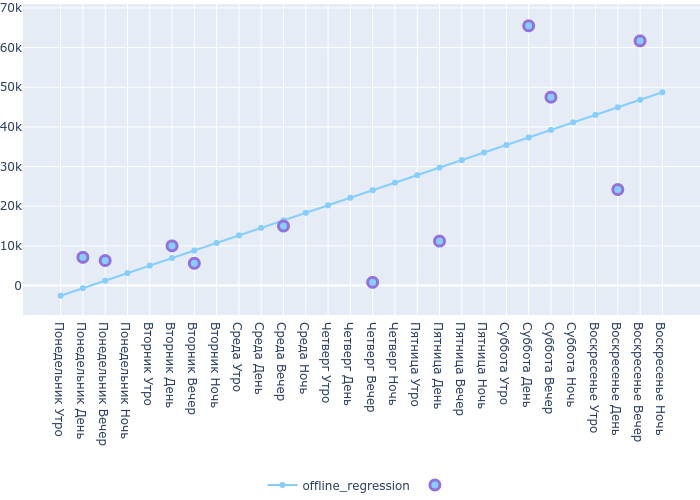 70k
60k
50k
40k
30k
20k
10k
0
Понедельник Утро
Понедельник День
Понедельник Вечер
Понедельник Ночь
Вторник Утро
Вторник День
Вторник Вечер
Вторник Ночь
Среда Утро
Среда День
Среда Вечер
Среда Ночь
Четверг Утро
Четверг День
Четверг Вечер
Четверг Ночь
Пятница Утро
Пятница День
Пятница Вечер
Пятница Ночь
Суббота Утро
Суббота День
Суббота Вечер
Суббота Ночь
Воскресенье Утро
Воскресенье День
Воскресенье Вечер
Воскресенье Ночь
offline_regression